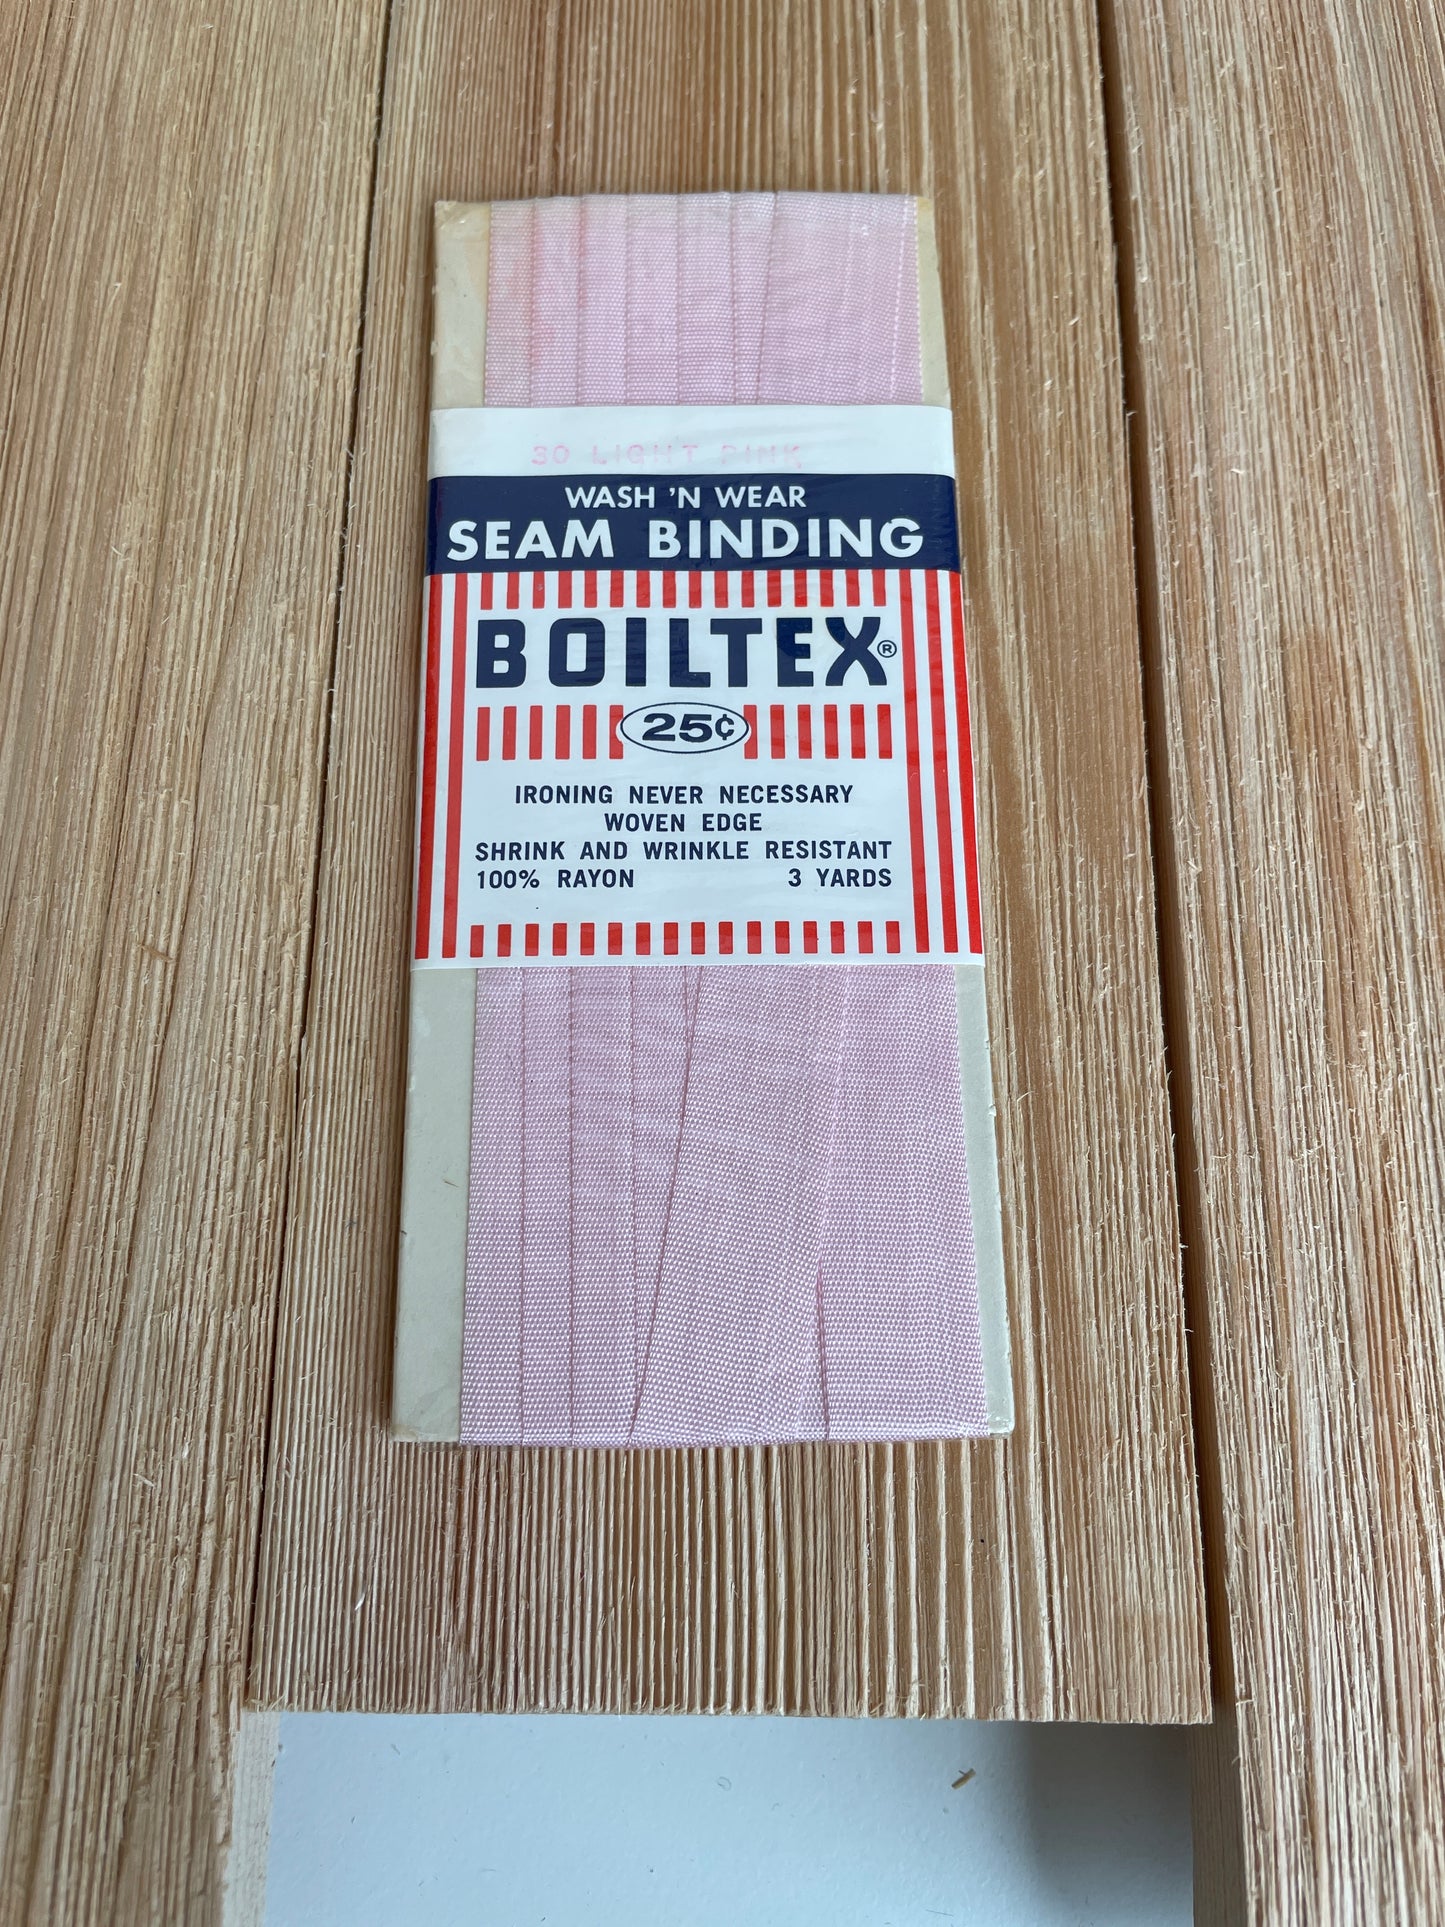 30 LIGHT PINK
WASH 'N WEAR
SEAM BINDING
BOILTEX®
25¢
IRONING NEVER NECESSARY
WOVEN EDGE
SHRINK AND WRINKLE RESISTANT
100% RAYON 3 YARDS